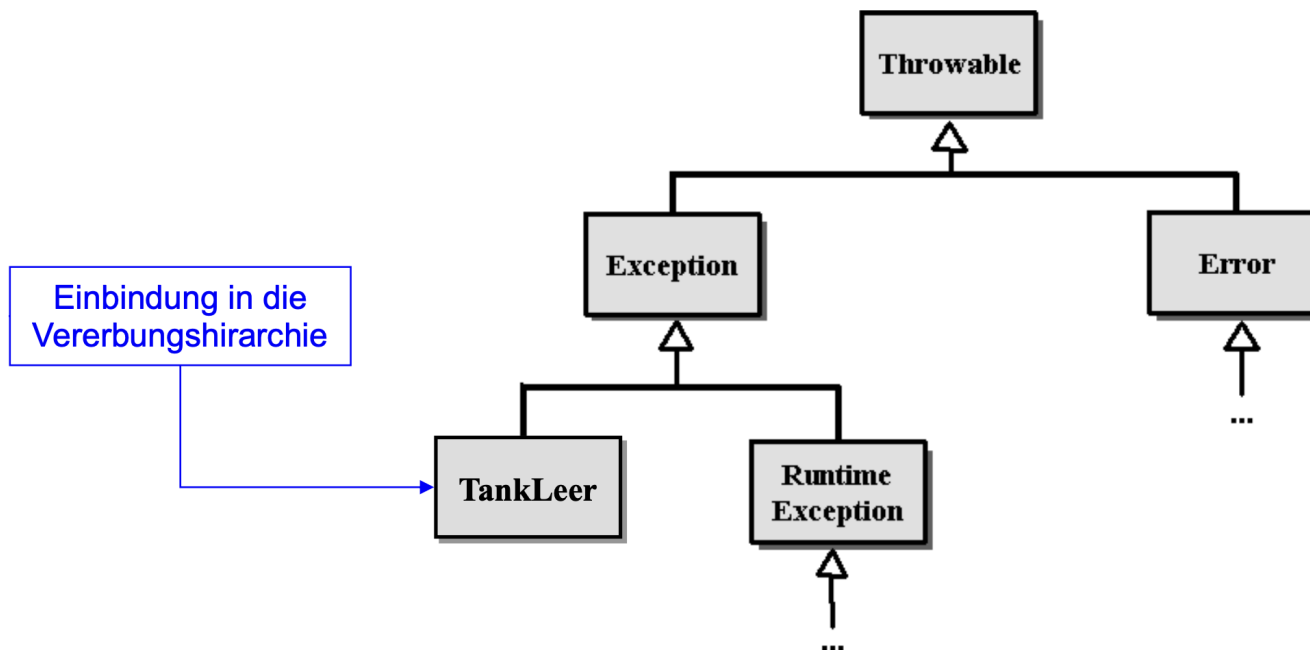 Throwable
Exception
Error
Einbindung in die
Vererbungshirarchie
...
TankLeer
Runtime
Exception
...